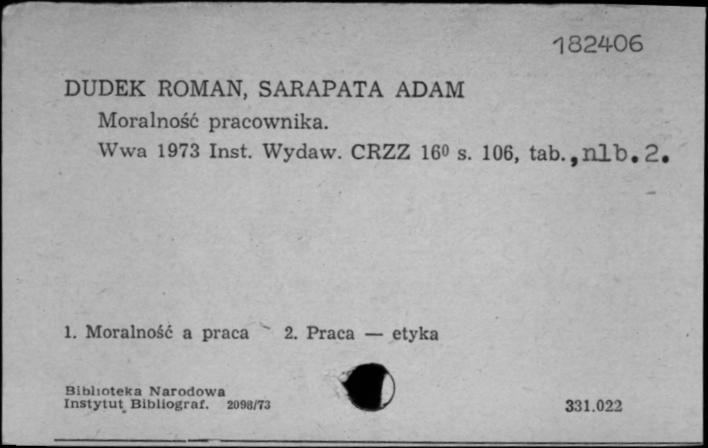 182406
DUDEK ROMAN, SARAPATA ADAM
Moralność pracownika.
Wwa 1973 Inst. Wydaw. CRZZ 16⁰ s. 106, tab., nlb. 2.
1. Moralność a praca 2. Praca — etyka
Biblioteka Narodowa
Instytut Bibliograf. 2098/73
331.022